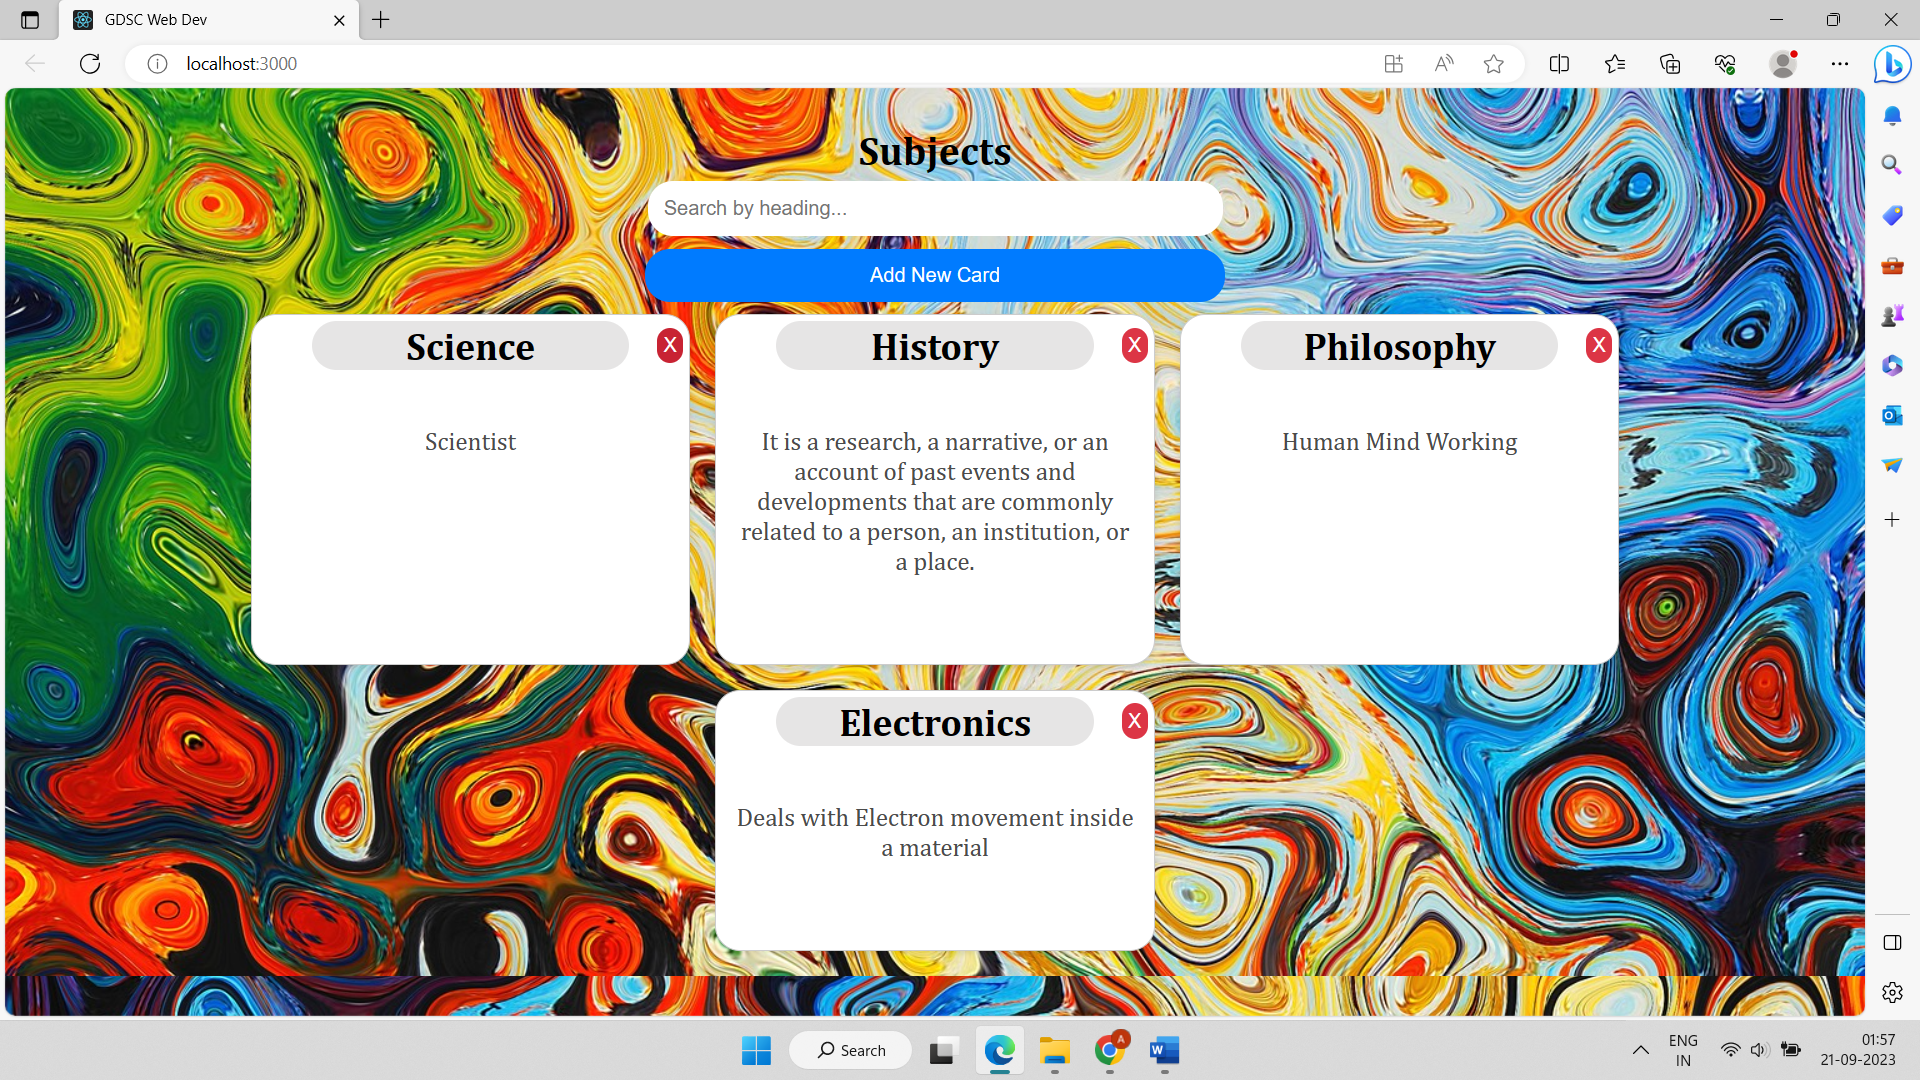 GDSC Web Dev
localhost:3000
Subjects
Search by heading...
Add New Card
Science
X
History
X
Philosophy
X
Scientist
It is a research, a narrative, or an
account of past events and
developments that are commonly
related to a person, an institution, or
a place.
Human Mind Working
Electronics
X
Deals with Electron movement inside
a material
Search
A
W
ENG
IN
01:57
21-09-2023